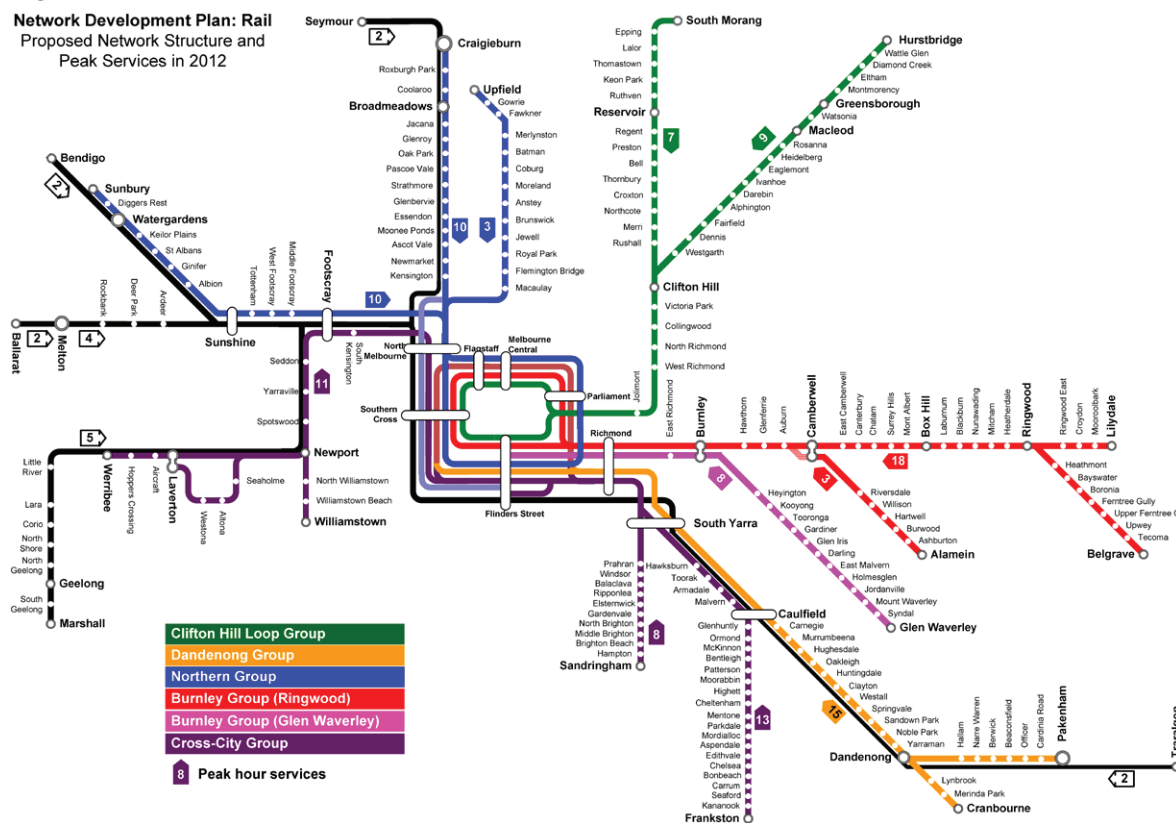 Network Development Plan: Rail
Proposed Network Structure and
Peak Services in 2012
Seymour
2
Craigieburn
Roxburgh Park
Coolaroo
Broadmeadows
Jacana
Glenroy
Oak Park
Pascoe Vale
Strathmore
Glenbervie
Essendon
Moonee Ponds
Ascot Vale
Newmarket
Kensington
10
Upfield
Gowrie
Fawkner
Merlynston
Batman
Coburg
Moreland
Anstey
Brunswick
Jewell
Royal Park
Flemington Bridge
Macaulay
3
South Morang
Epping
Lalor
Thomastown
Keon Park
Ruthven
Reservoir
Regent
Preston
Bell
Thornbury
Croxton
Northcote
Merri
Rushall
7
Hurstbridge
Wattle Glen
Diamond Creek
Eltham
Montmorency
Greensborough
Watsonia
Macleod
Rosanna
Heidelberg
Eaglemont
Ivanhoe
Darebin
Alphington
Fairfield
Dennis
Westgarth
9
Clifton Hill
Victoria Park
Collingwood
North Richmond
West Richmond
Jolimont
Bendigo
2
Sunbury
Diggers Rest
Watergardens
Keilor Plains
St Albans
Ginifer
Albion
Sunshine
Tottenham
West Footscray
Middle Footscray
Footscray
10
Ballarat
2
Melton
4
Rockbank
Deer Park
Ardeer
South Kensington
North
Melbourne
Flagstaff
Melbourne
Central
Parliament
Southern
Cross
Richmond
Flinders Street
Seddon
Yarraville
Spotswood
11
Newport
North Williamstown
Williamstown Beach
Williamstown
5
Werribee
Hoppers Crossing
Aircraft
Laverton
Westona
Altona
Seaholme
Little
River
Lara
Corio
North
Shore
North
Geelong
Geelong
South
Geelong
Marshall
East Richmond
Burnley
Hawthorn
Glenferrie
Auburn
Camberwell
East Camberwell
Canterbury
Chatam
Surrey Hills
Mont Albert
Box Hill
Laburnum
Blackburn
Nunawading
Mitcham
Heatherdale
Ringwood
Ringwood East
Croydon
Mooroolbark
Lilydale
18
Heathmont
Bayswater
Boronia
Ferntree Gully
Upper Ferntree G
Upwey
Tecoma
Belgrave
3
Riversdale
Willison
Hartwell
Burwood
Ashburton
Alamein
8
Heyington
Kooyong
Tooronga
Gardiner
Glen Iris
Darling
East Malvern
Holmesglen
Jordanville
Mount Waverley
Syndal
Glen Waverley
South Yarra
Prahran
Windsor
Balaclava
Ripponlea
Elsternwick
Gardenvale
North Brighton
Middle Brighton
Brighton Beach
Hampton
Sandringham
8
Hawksburn
Toorak
Armadale
Malvern
Caulfield
Glenhuntly
Ormond
McKinnon
Bentleigh
Patterson
Moorabbin
Highett
Cheltenham
Mentone
Parkdale
Mordialloc
Aspendale
Edithvale
Chelsea
Bonbeach
Carrum
Seaford
Kananook
Frankston
13
Carnegie
Murrumbeena
Hughesdale
Oakleigh
Huntingdale
Clayton
Westall
Springvale
Sandown Park
Noble Park
Yarraman
15
Dandenong
Hallam
Narre Warren
Berwick
Beaconsfield
Officer
Cardinia Road
Pakenham
Lynbrook
Merinda Park
Cranbourne
2
Traralgon
Clifton Hill Loop Group
Dandenong Group
Northern Group
Burnley Group (Ringwood)
Burnley Group (Glen Waverley)
Cross-City Group
8 Peak hour services